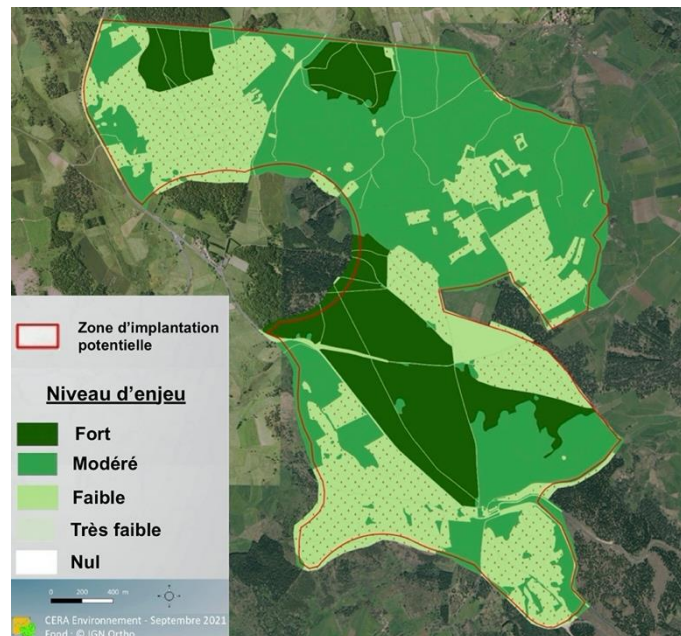 Zone d'implantation
potentielle
Niveau d'enjeu
Fort
Modéré
Faible
Très faible
Nul
0 200 400 m
CERA Environnement - Septembre 2021
Fond : © IGN Ortho